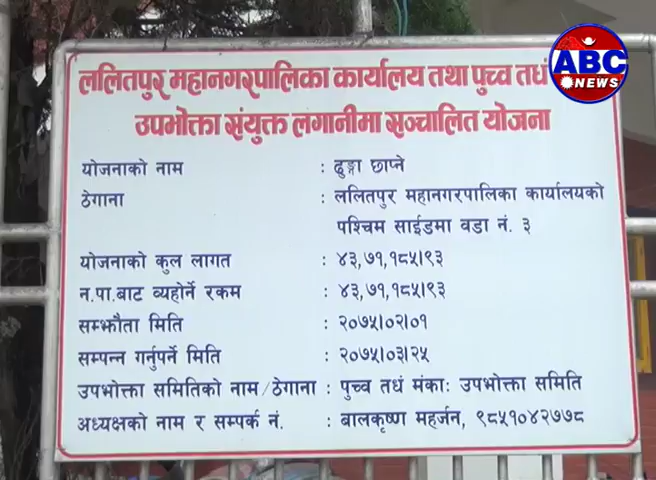 ललितपुर महानगरपालिका कार्यालय तथा पुच्व तधं
उपभोक्ता संयुक्त लगानीमा सञ्चालित योजना
योजनाको नाम : ढुङ्गा छाप्ने
ठेगाना : ललितपुर महानगरपालिका कार्यालयको
पश्चिम साईडमा वडा नं. ३
योजनाको कुल लागत : ४३,७१,१८५।९३
न.पा.बाट व्यहोर्ने रकम : ४३,७१,१८५।९३
सम्झौता मिति : २०७५।०२।०१
सम्पन्न गर्नुपर्ने मिति : २०७५।०३।२५
उपभोक्ता समितिको नाम/ठेगाना : पुच्व तधं मंकाः उपभोक्ता समिति
अध्यक्षको नाम र सम्पर्क नं. : बालकृष्ण महर्जन, ९८५१०४२७७८
ABC
NEWS